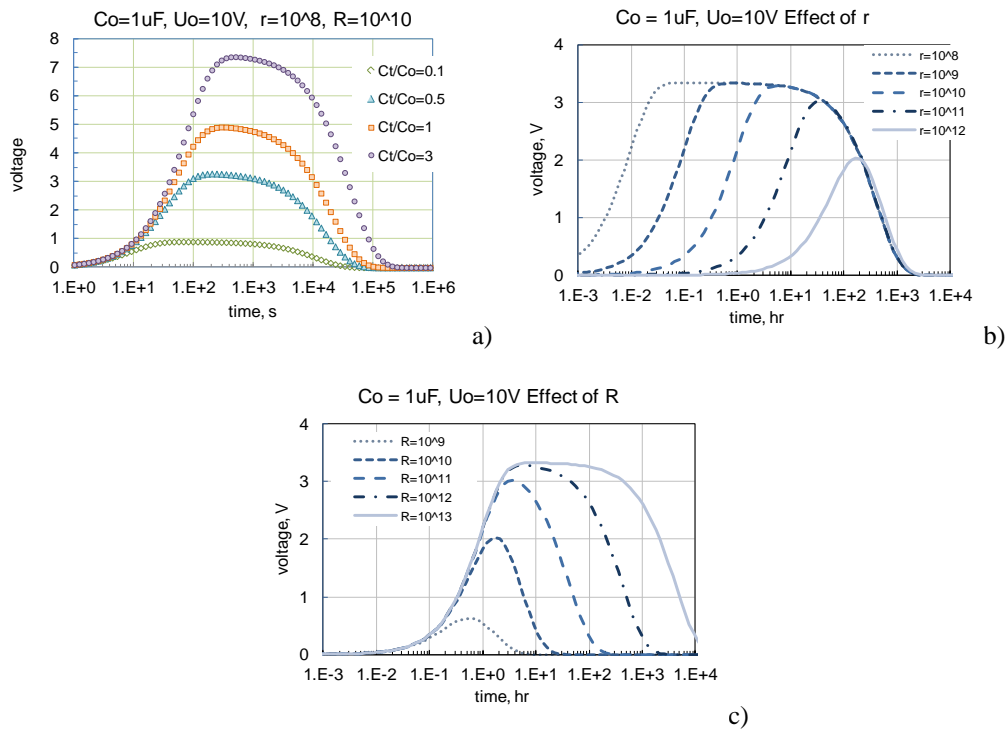 Co=1uF, Uo=10V, r=10^8, R=10^10
voltage
8
7
6
5
4
3
2
1
0
Ct/Co=0.1
Ct/Co=0.5
Ct/Co=1
Ct/Co=3
1.E+0 1.E+1 1.E+2 1.E+3 1.E+4 1.E+5 1.E+6
time, s
a)
Co = 1uF, Uo=10V Effect of r
voltage, V
4
3
2
1
0
r=10^8
r=10^9
r=10^10
r=10^11
r=10^12
1.E-3 1.E-2 1.E-1 1.E+0 1.E+1 1.E+2 1.E+3 1.E+4
time, hr
b)
Co = 1uF, Uo=10V Effect of R
voltage, V
4
3
2
1
0
R=10^9
R=10^10
R=10^11
R=10^12
R=10^13
1.E-3 1.E-2 1.E-1 1.E+0 1.E+1 1.E+2 1.E+3 1.E+4
time, hr
c)